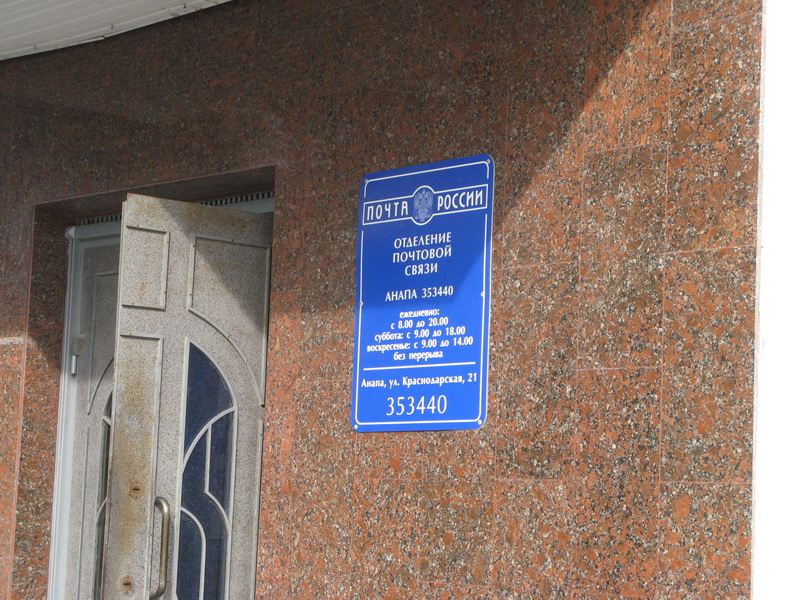 ПОЧТА РОССИИ
ОТДЕЛЕНИЕ
ПОЧТОВОЙ
СВЯЗИ
АНАПА 353440
ежедневно:
с 8.00 до 20.00
суббота: с 9.00 до 18.00
воскресенье: с 9.00 до 14.00
без перерыва
Анапа, ул. Краснодарская, 21
353440